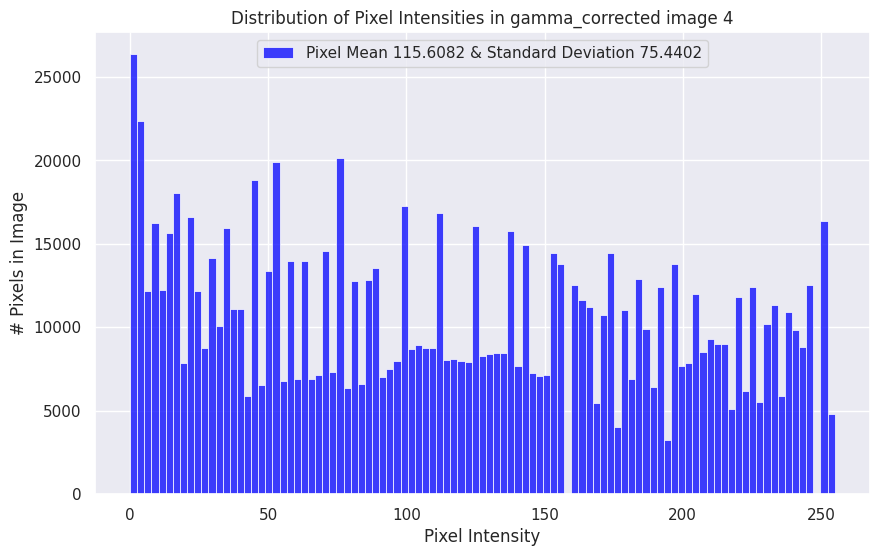 Distribution of Pixel Intensities in gamma_corrected image 4
Pixel Mean 115.6082 & Standard Deviation 75.4402
# Pixels in Image
25000
20000
15000
10000
5000
0
0 50 100 150 200 250
Pixel Intensity